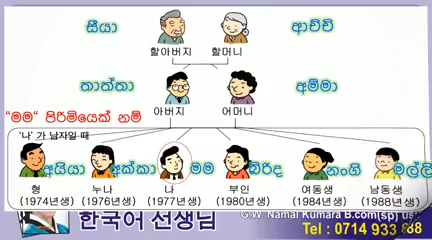 සීයා ආච්චි
할아버지 할머니
තාත්තා අම්මා
아버지 어머니
"මම" පිරිමියෙක් නම්
'나' 가 남자일 때
අයියා අක්කා මම බිරිද නංගි මල්ලි
형 누나 나 부인 여동생 남동생
(1974년생) (1976년생) (1977년생) (1980년생) (1984년생) (1988년생)
한국어 선생님
G.W. Namal Kumara B.com(sp)
Tel : 0714 933